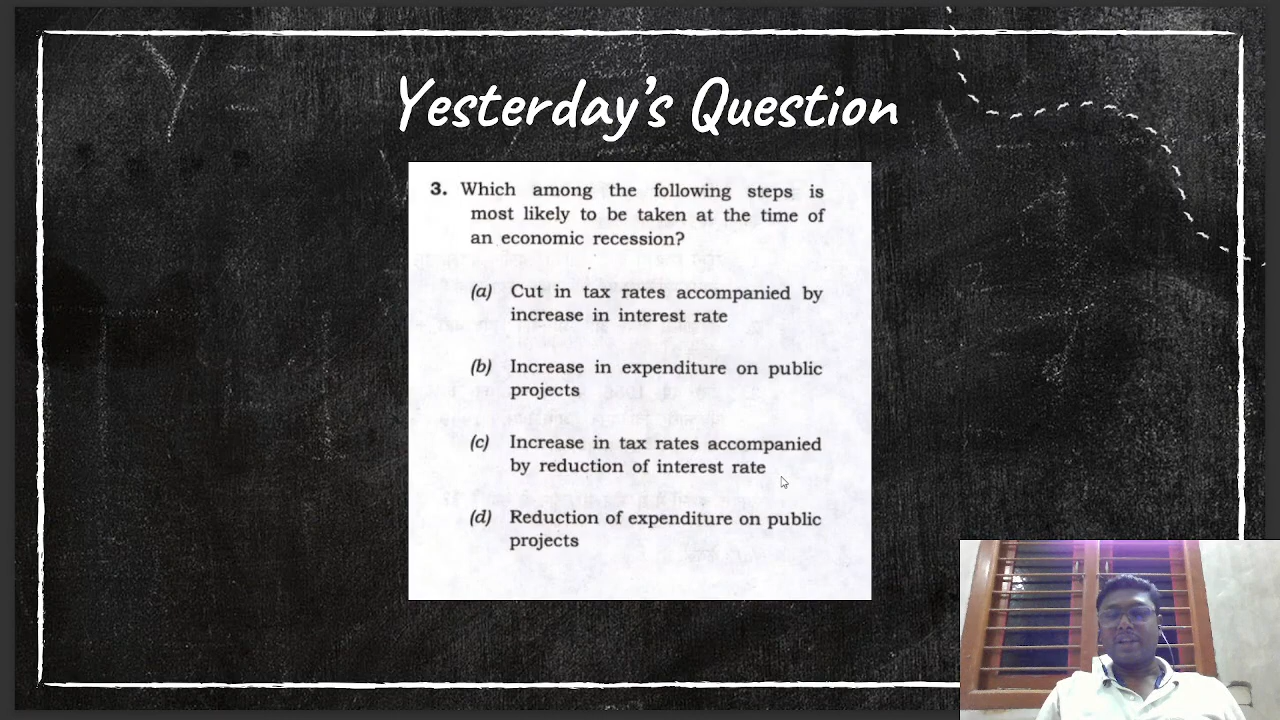 Yesterday's Question
3. Which among the following steps is
most likely to be taken at the time of
an economic recession?
(a) Cut in tax rates accompanied by
increase in interest rate
(b) Increase in expenditure on public
projects
(c) Increase in tax rates accompanied
by reduction of interest rate
(d) Reduction of expenditure on public
projects